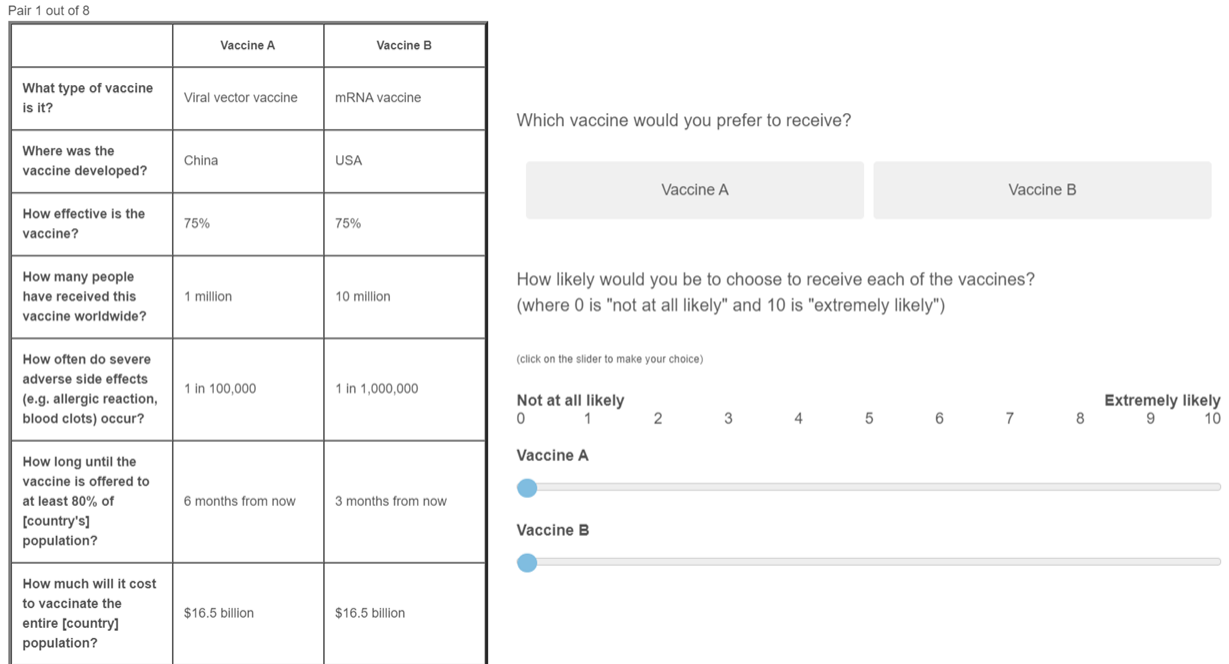 Pair 1 out of 8
Vaccine A
Vaccine B
What type of vaccine
is it?
Viral vector vaccine
mRNA vaccine
Where was the
vaccine developed?
China
USA
How effective is the
vaccine?
75%
75%
How many people
have received this
vaccine worldwide?
1 million
10 million
How often do severe
adverse side effects
(e.g. allergic reaction,
blood clots) occur?
1 in 100,000
1 in 1,000,000
How long until the
vaccine is offered to
at least 80% of
[country's]
population?
6 months from now
3 months from now
How much will it cost
to vaccinate the
entire [country]
population?
$16.5 billion
$16.5 billion
Which vaccine would you prefer to receive?
Vaccine A
Vaccine B
How likely would you be to choose to receive each of the vaccines?
(where 0 is "not at all likely" and 10 is "extremely likely")
(click on the slider to make your choice)
Not at all likely Extremely likely
0 1 2 3 4 5 6 7 8 9 10
Vaccine A
Vaccine B